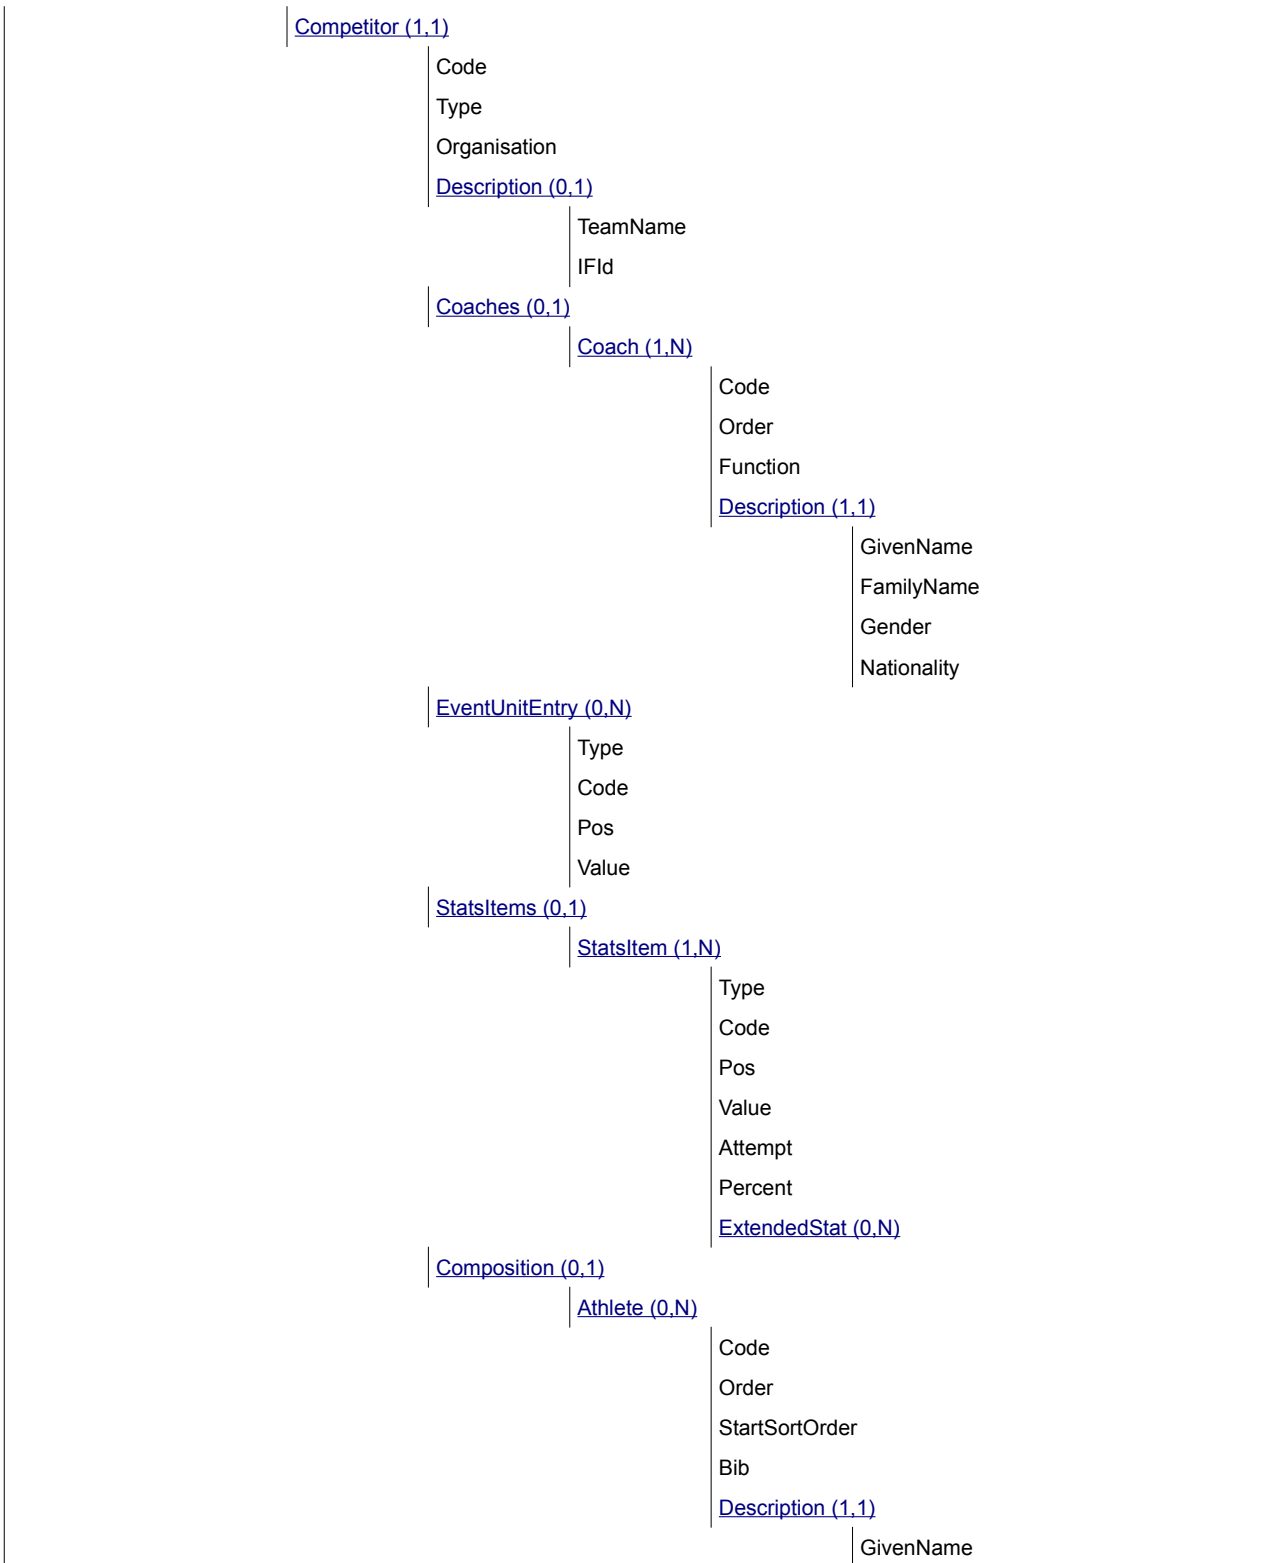 Competitor (1,1)
Code
Type
Organisation
Description (0,1)
TeamName
IFId
Coaches (0,1)
Coach (1,N)
Code
Order
Function
Description (1,1)
GivenName
FamilyName
Gender
Nationality
EventUnitEntry (0,N)
Type
Code
Pos
Value
StatsItems (0,1)
StatsItem (1,N)
Type
Code
Pos
Value
Attempt
Percent
ExtendedStat (0,N)
Composition (0,1)
Athlete (0,N)
Code
Order
StartSortOrder
Bib
Description (1,1)
GivenName